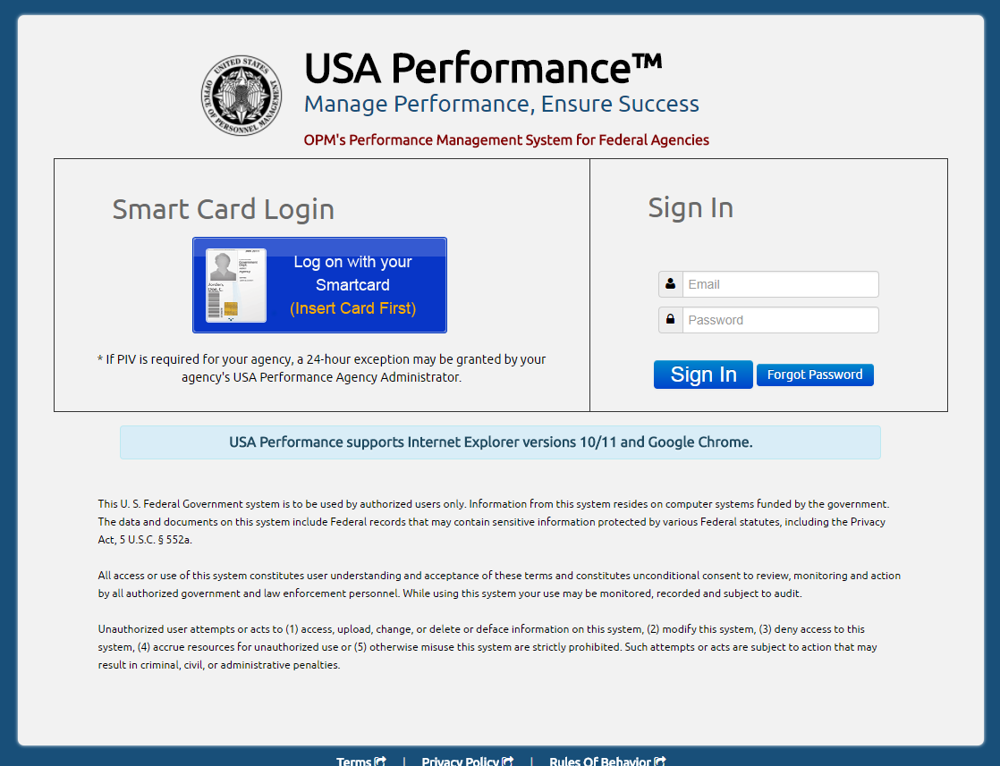 UNITED STATES
OFFICE OF PERSONNEL MANAGEMENT
USA Performance™
Manage Performance, Ensure Success
OPM's Performance Management System for Federal Agencies
Smart Card Login
Log on with your
Smartcard
(Insert Card First)
* If PIV is required for your agency, a 24-hour exception may be granted by your
agency's USA Performance Agency Administrator.
Sign In
Email
Password
Sign In Forgot Password
USA Performance supports Internet Explorer versions 10/11 and Google Chrome.
This U. S. Federal Government system is to be used by authorized users only. Information from this system resides on computer systems funded by the government.
The data and documents on this system include Federal records that may contain sensitive information protected by various Federal statutes, including the Privacy
Act, 5 U.S.C. § 552a.
All access or use of this system constitutes user understanding and acceptance of these terms and constitutes unconditional consent to review, monitoring and action
by all authorized government and law enforcement personnel. While using this system your use may be monitored, recorded and subject to audit.
Unauthorized user attempts or acts to (1) access, upload, change, or delete or deface information on this system, (2) modify this system, (3) deny access to this
system, (4) accrue resources for unauthorized use or (5) otherwise misuse this system are strictly prohibited. Such attempts or acts are subject to action that may
result in criminal, civil, or administrative penalties.
Terms | Privacy Policy | Rules Of Behavior